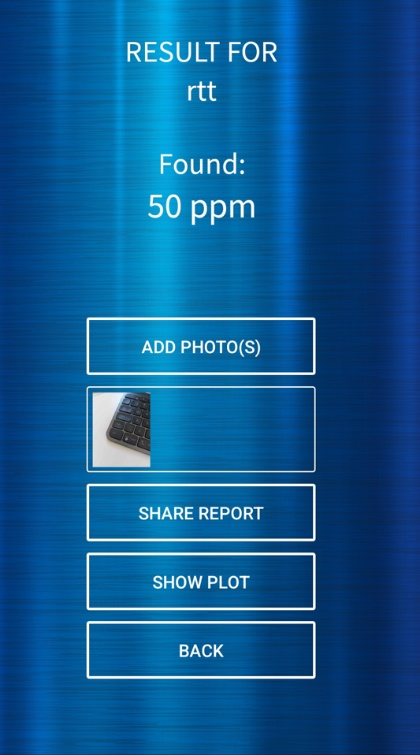 RESULT FOR
rtt
Found:
50 ppm
ADD PHOTO(S)
SHARE REPORT
SHOW PLOT
BACK